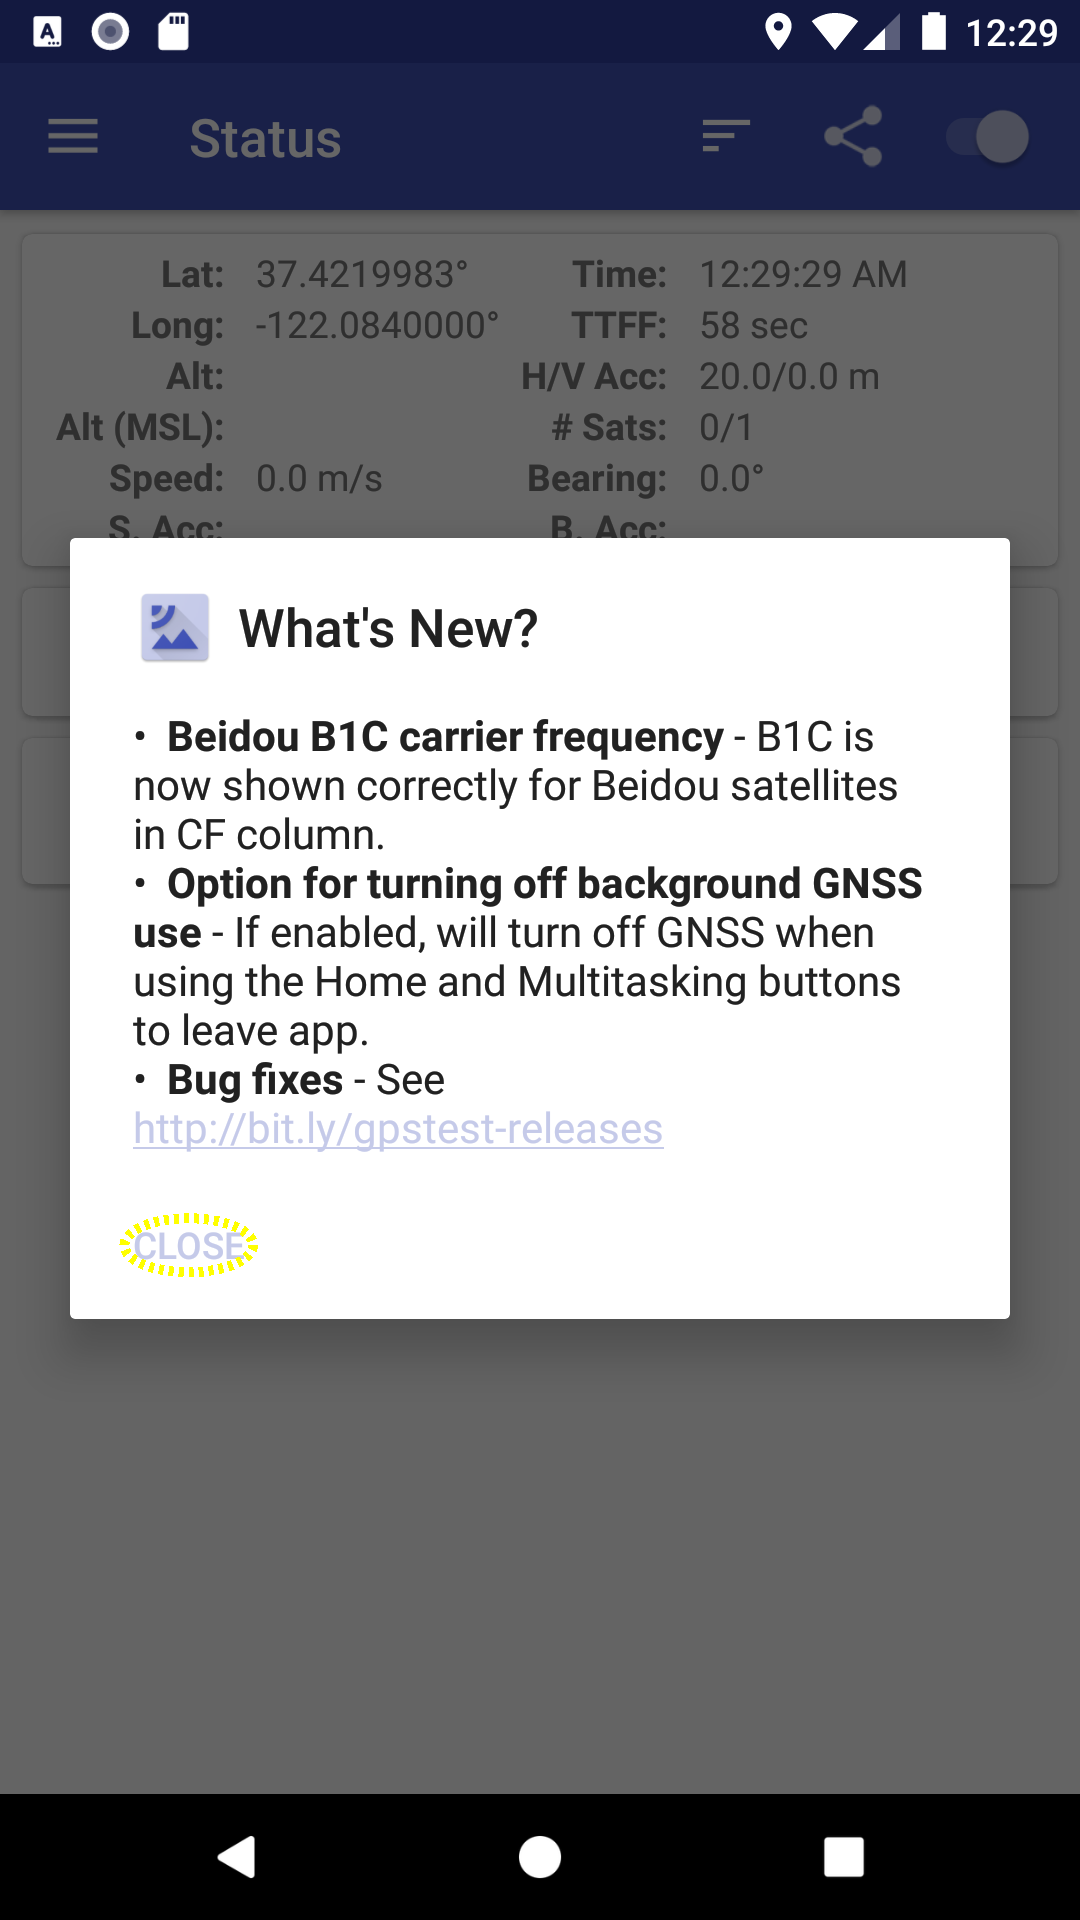 12:29
Status
Lat: 37.4219983° Time: 12:29:29 AM
Long: -122.0840000° TTFF: 58 sec
Alt: H/V Acc: 20.0/0.0 m
Alt (MSL): # Sats: 0/1
Speed: 0.0 m/s Bearing: 0.0°
S. Acc: B. Acc:
What's New?
• Beidou B1C carrier frequency - B1C is
now shown correctly for Beidou satellites
in CF column.
• Option for turning off background GNSS
use - If enabled, will turn off GNSS when
using the Home and Multitasking buttons
to leave app.
• Bug fixes - See
http://bit.ly/gpstest-releases
CLOSE